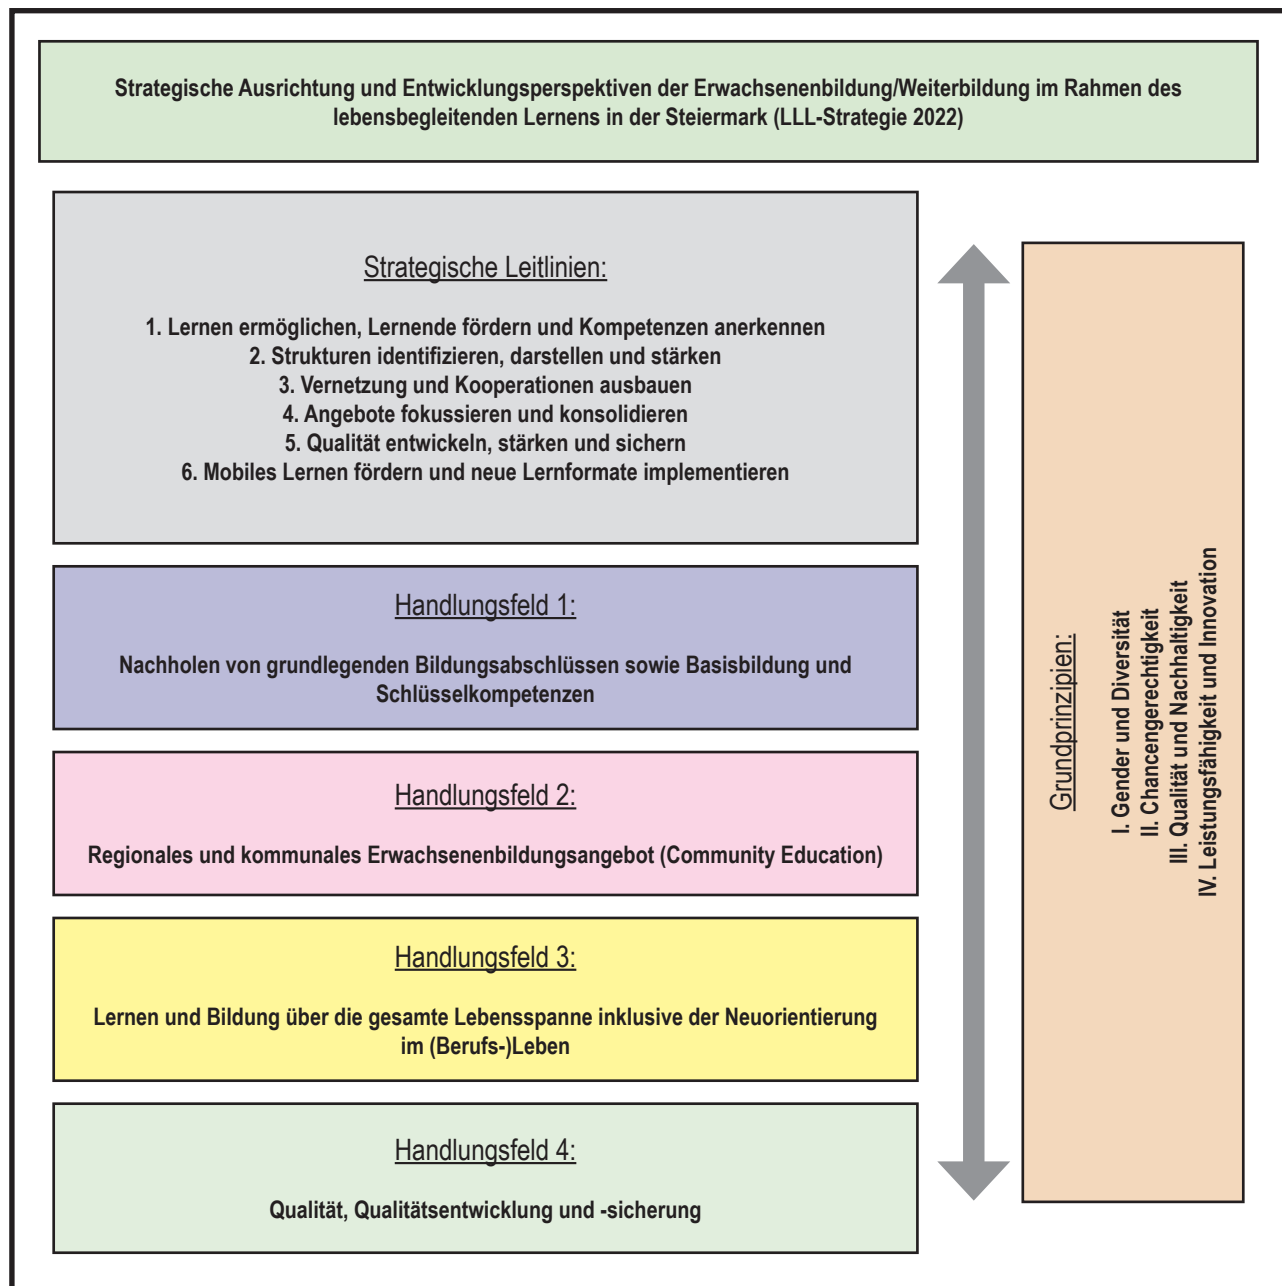 Strategische Ausrichtung und Entwicklungsperspektiven der Erwachsenenbildung/Weiterbildung im Rahmen des
lebensbegleitenden Lernens in der Steiermark (LLL-Strategie 2022)
Strategische Leitlinien:
1. Lernen ermöglichen, Lernende fördern und Kompetenzen anerkennen
2. Strukturen identifizieren, darstellen und stärken
3. Vernetzung und Kooperationen ausbauen
4. Angebote fokussieren und konsolidieren
5. Qualität entwickeln, stärken und sichern
6. Mobiles Lernen fördern und neue Lernformate implementieren
Handlungsfeld 1:
Nachholen von grundlegenden Bildungsabschlüssen sowie Basisbildung und
Schlüsselkompetenzen
Handlungsfeld 2:
Regionales und kommunales Erwachsenenbildungsangebot (Community Education)
Handlungsfeld 3:
Lernen und Bildung über die gesamte Lebensspanne inklusive der Neuorientierung
im (Berufs-)Leben
Handlungsfeld 4:
Qualität, Qualitätsentwicklung und -sicherung
Grundprinzipien:
I. Gender und Diversität
II. Chancengerechtigkeit
III. Qualität und Nachhaltigkeit
IV. Leistungsfähigkeit und Innovation